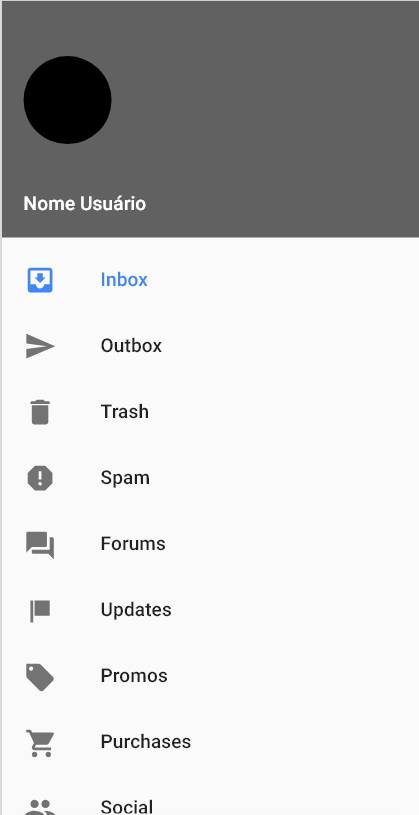 Nome Usuário
Inbox
Outbox
Trash
Spam
Forums
Updates
Promos
Purchases
Social